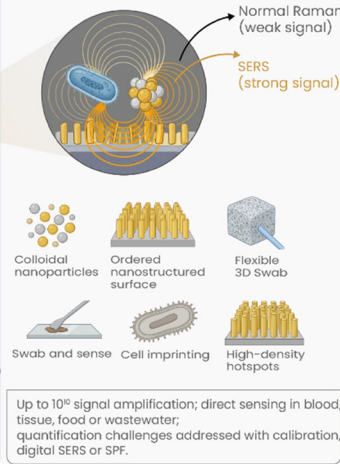 Normal Raman
(weak signal)
SERS
(strong signal)
Colloidal
nanoparticles
Ordered
nanostructured
surface
Flexible
3D Swab
Swab and sense
Cell imprinting
High-density
hotspots
Up to 10¹⁰ signal amplification; direct sensing in blood,
tissue, food or wastewater;
quantification challenges addressed with calibration,
digital SERS or SPF.